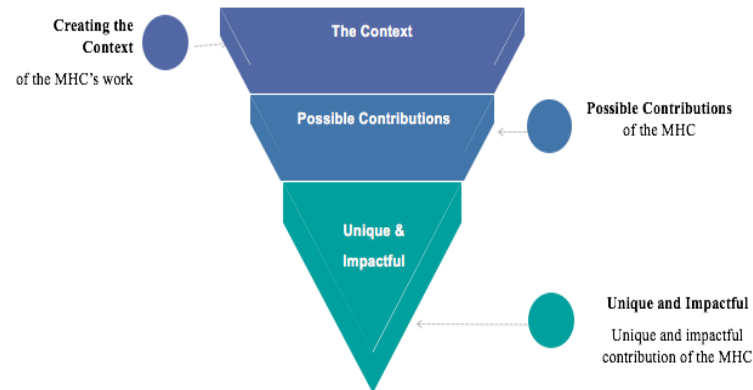 Creating the
Context
of the MHC's work
The Context
Possible Contributions
Possible Contributions
of the MHC
Unique &
Impactful
Unique and Impactful
Unique and impactful
contribution of the MHC